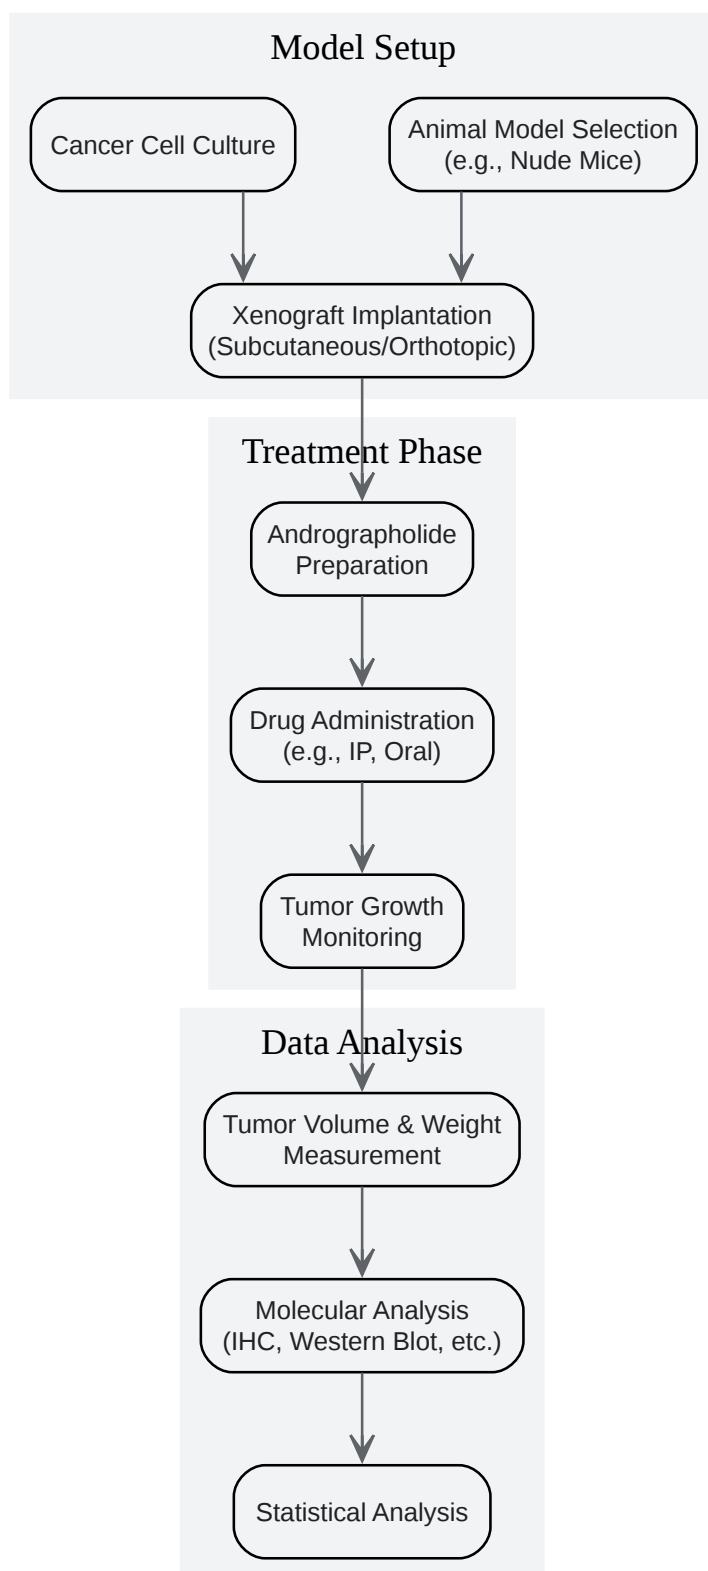 Model Setup
Cancer Cell Culture
Animal Model Selection
(e.g., Nude Mice)
Xenograft Implantation
(Subcutaneous/Orthotopic)
Treatment Phase
Andrographolide
Preparation
Drug Administration
(e.g., IP, Oral)
Tumor Growth
Monitoring
Data Analysis
Tumor Volume & Weight
Measurement
Molecular Analysis
(IHC, Western Blot, etc.)
Statistical Analysis